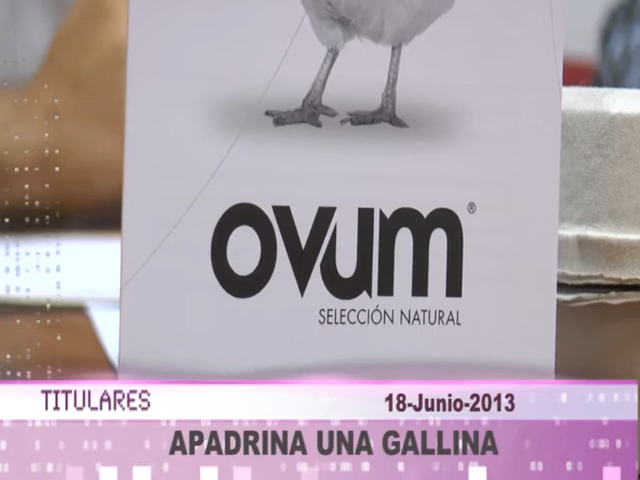 ovum®
SELECCIÓN NATURAL
TITULARES 18-Junio-2013
APADRINA UNA GALLINA